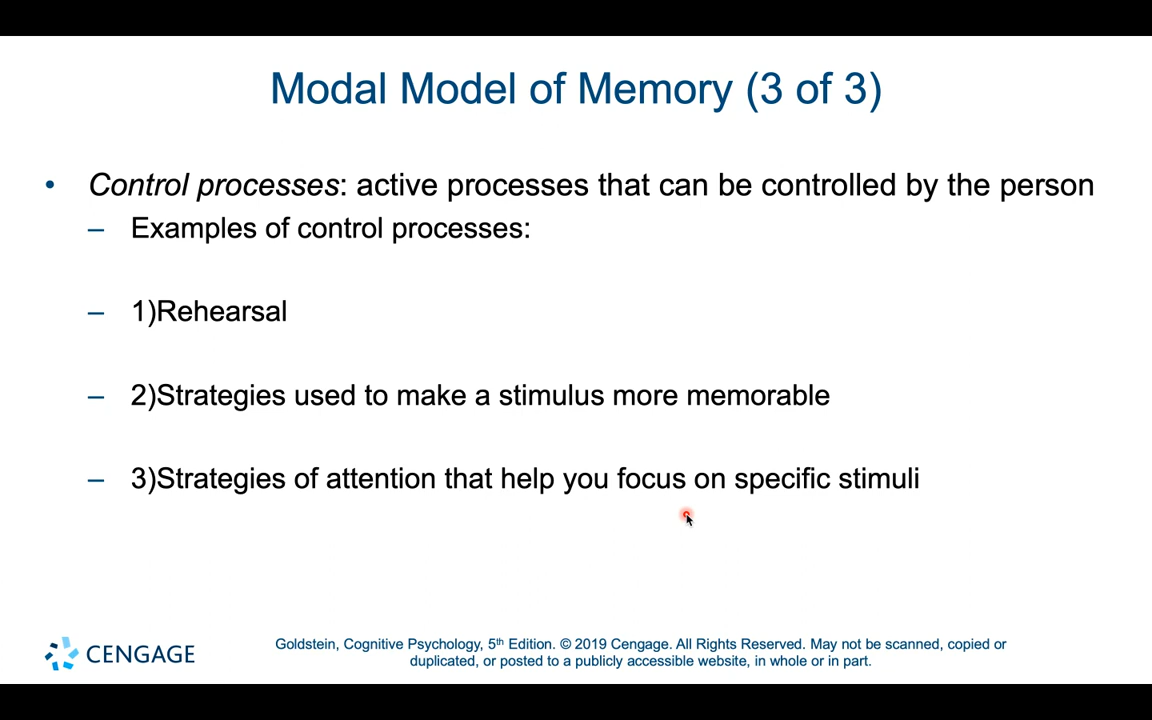 Modal Model of Memory (3 of 3)
• Control processes: active processes that can be controlled by the person
– Examples of control processes:
– 1)Rehearsal
– 2)Strategies used to make a stimulus more memorable
– 3)Strategies of attention that help you focus on specific stimuli
CENGAGE
Goldstein, Cognitive Psychology, 5th Edition. © 2019 Cengage. All Rights Reserved. May not be scanned, copied or
duplicated, or posted to a publicly accessible website, in whole or in part.